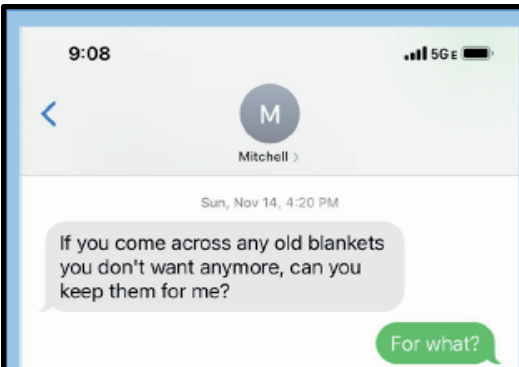 9:08
5GE
M
Mitchell >
Sun, Nov 14, 4:20 PM
If you come across any old blankets
you don't want anymore, can you
keep them for me?
For what?